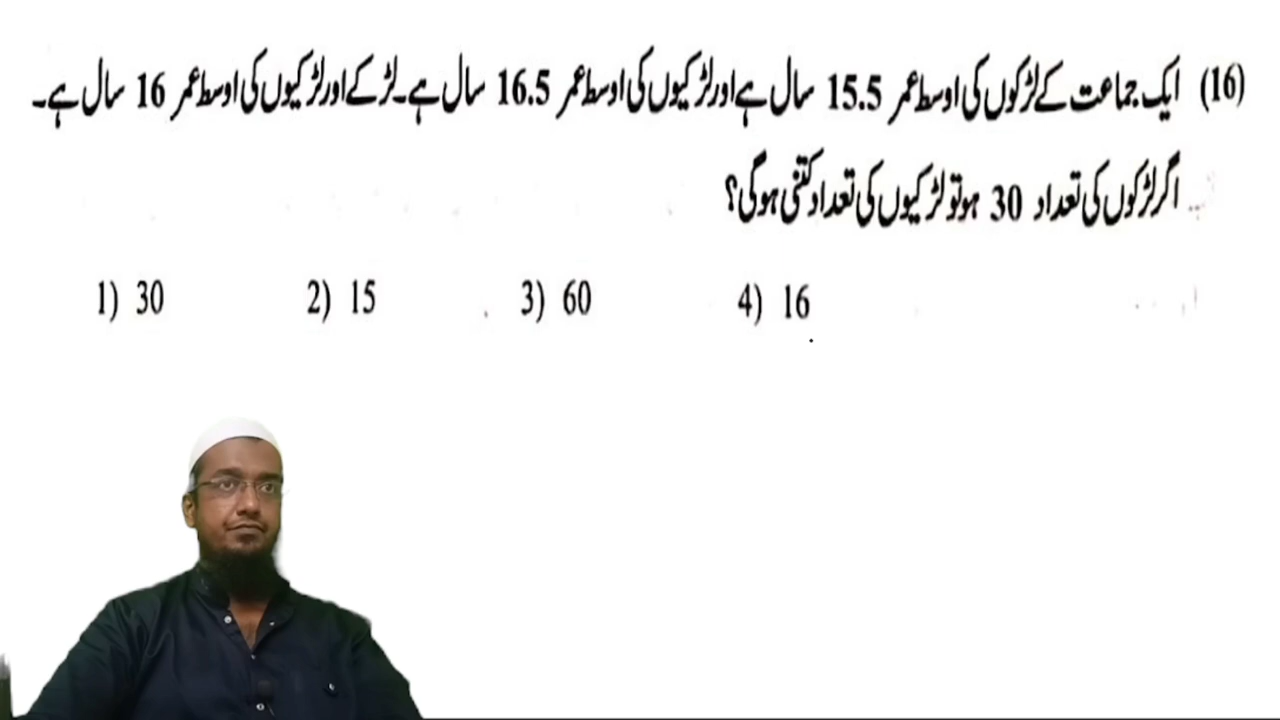 (16) ایک جماعت کے لڑکوں کی اوسط عمر 15.5 سال ہے اور لڑکیوں کی اوسط عمر 16.5 سال ہے۔ لڑکے اور لڑکیوں کی اوسط عمر 16 سال ہے۔
اگر لڑکوں کی تعداد 30 ہو تو لڑکیوں کی تعداد کتنی ہوگی؟
1) 30 2) 15 3) 60 4) 16